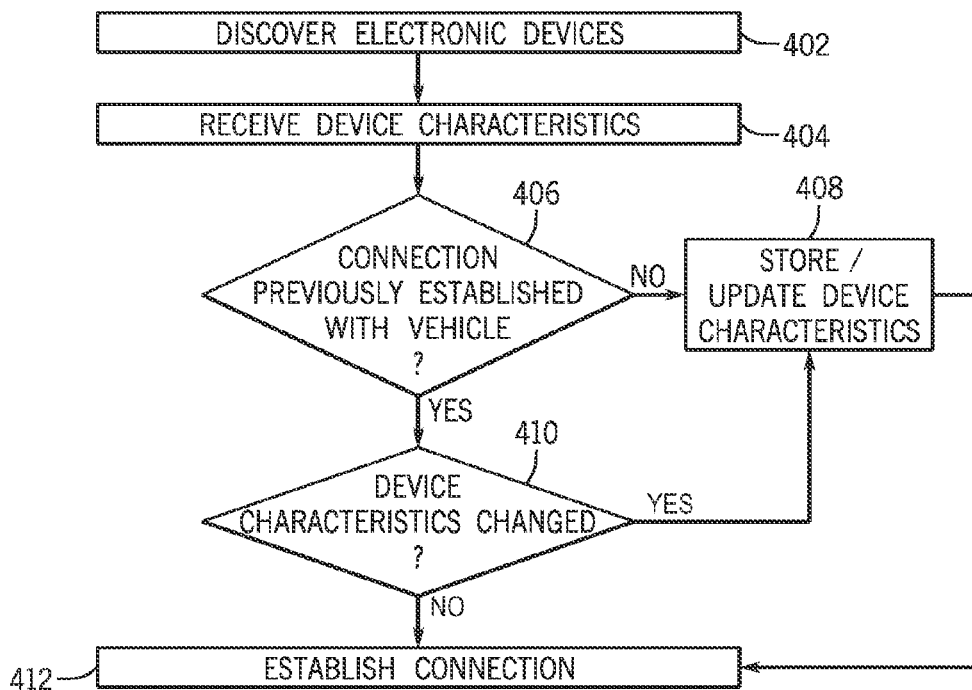 DISCOVER ELECTRONIC DEVICES
402
RECEIVE DEVICE CHARACTERISTICS
404
406
CONNECTION
PREVIOUSLY ESTABLISHED
WITH VEHICLE
?
NO
408
STORE /
UPDATE DEVICE
CHARACTERISTICS
YES
410
DEVICE
CHARACTERISTICS CHANGED
?
YES
NO
412
ESTABLISH CONNECTION